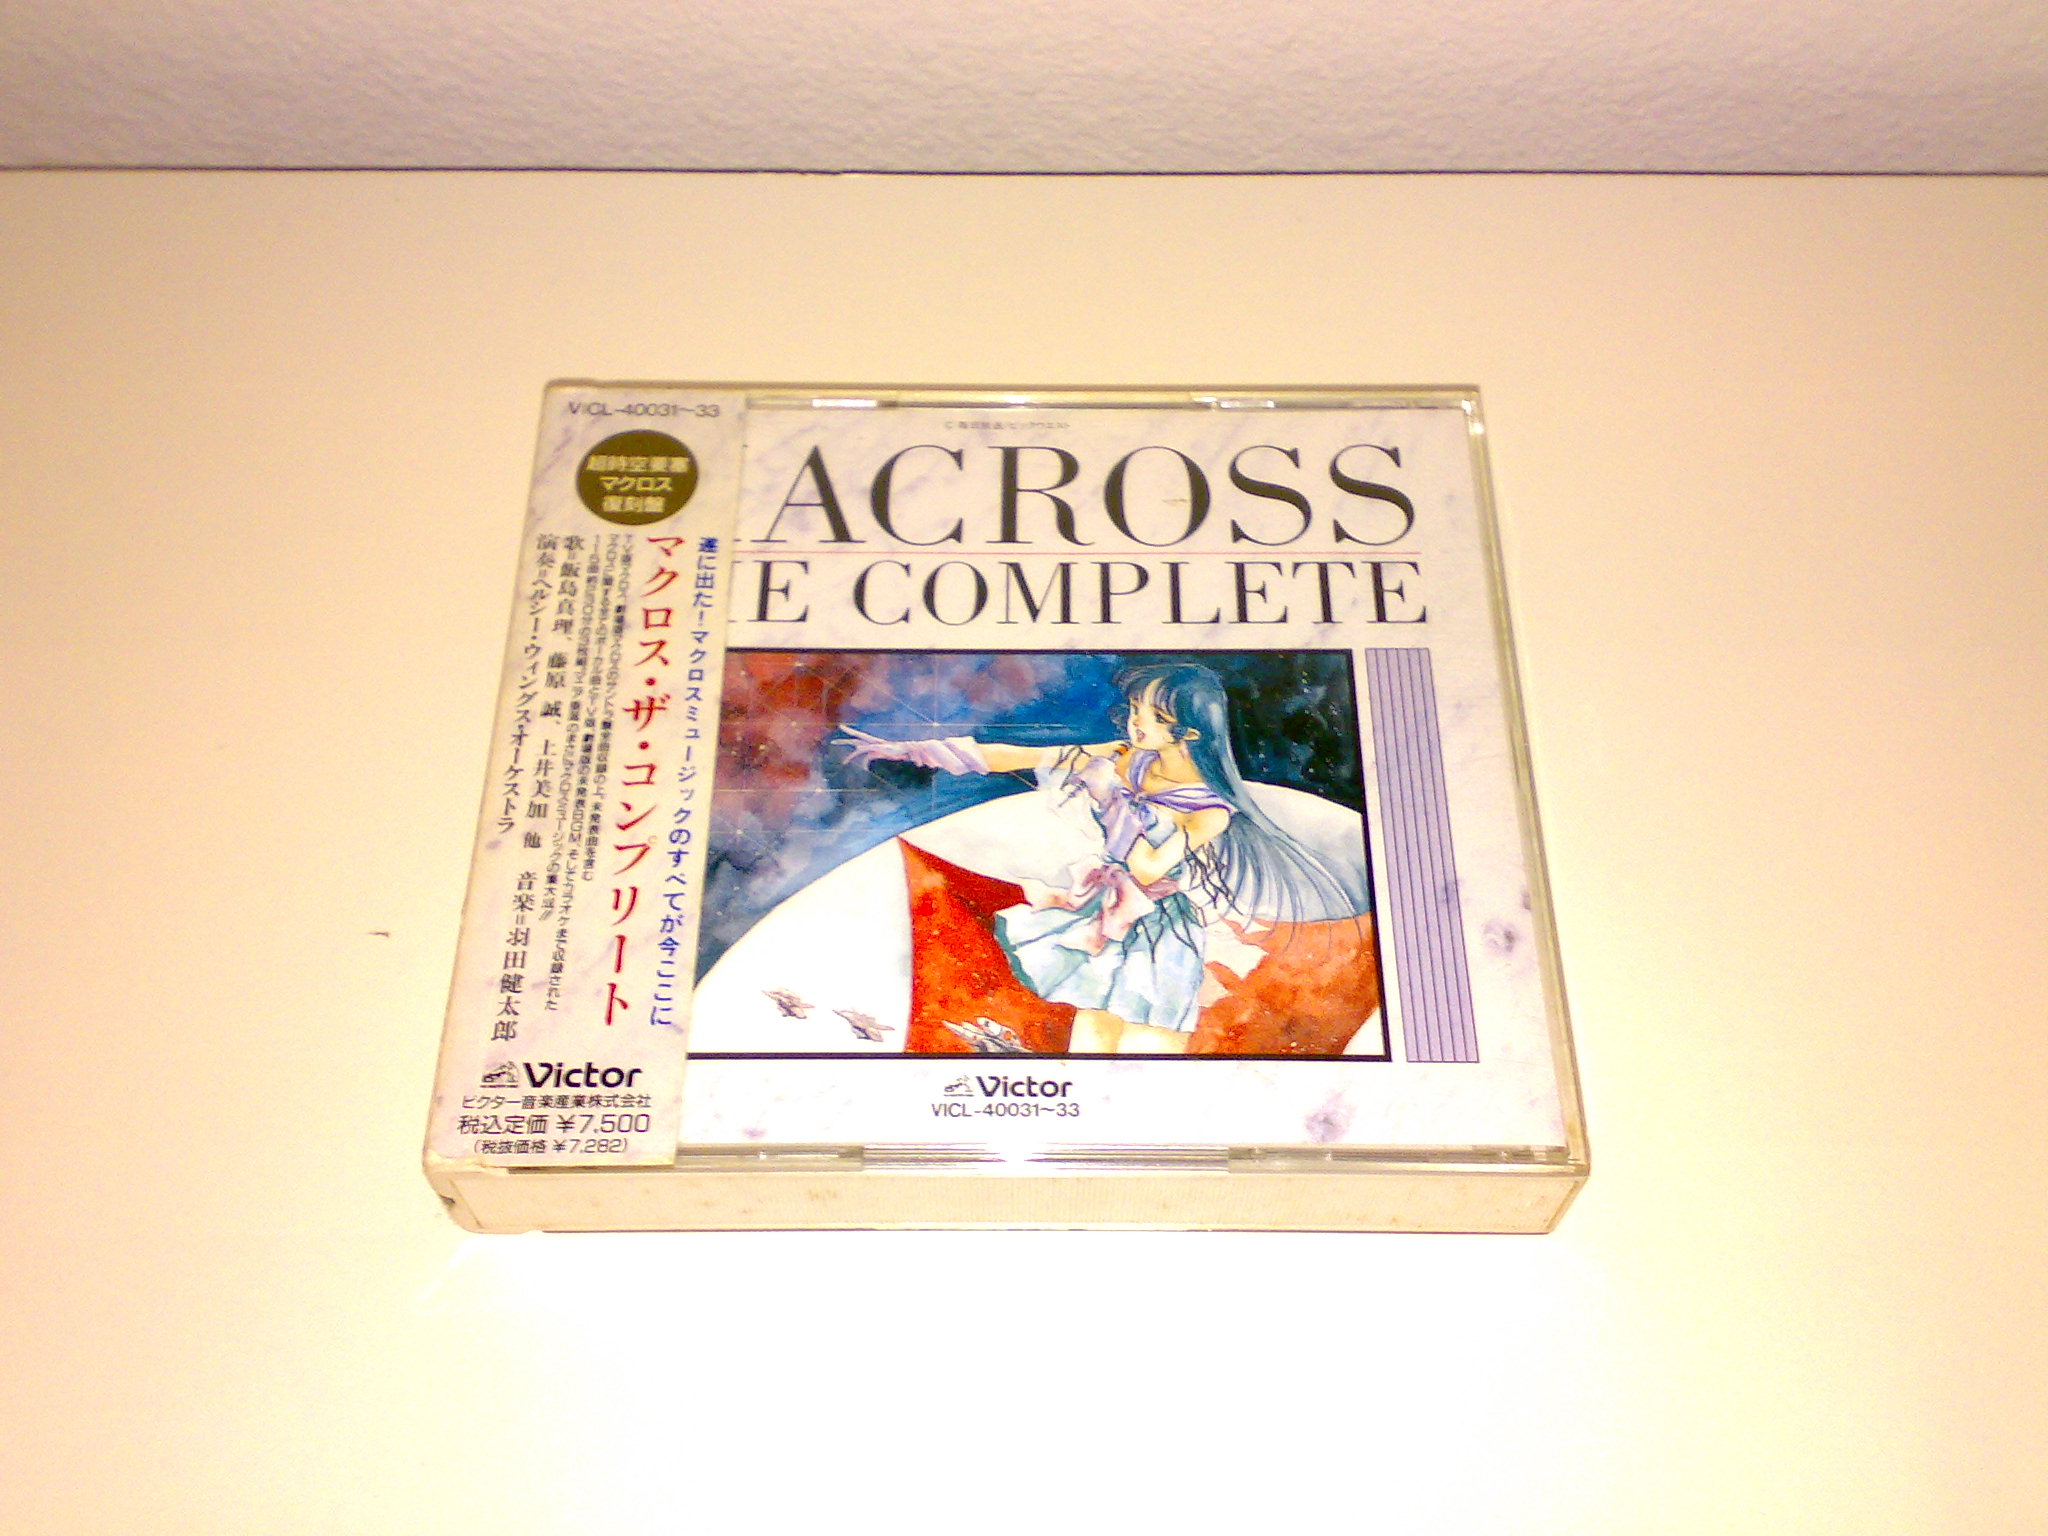 VICL-40031〜33
超時空要塞
マクロス
復刻盤
遂に出た!マクロスミュージックのすべてが今ここに
マクロス・ザ・コンプリート
歌=飯島真理、藤原 誠、土井美加 他 音楽=羽田健太郎
演奏=ヘルシー・ウィングス・オーケストラ
Victor
ビクター音楽産業株式会社
税込定価 ¥7,500
(税抜価格 ¥7,282)
ACROSS
E COMPLETE
Victor
VICL-40031〜33